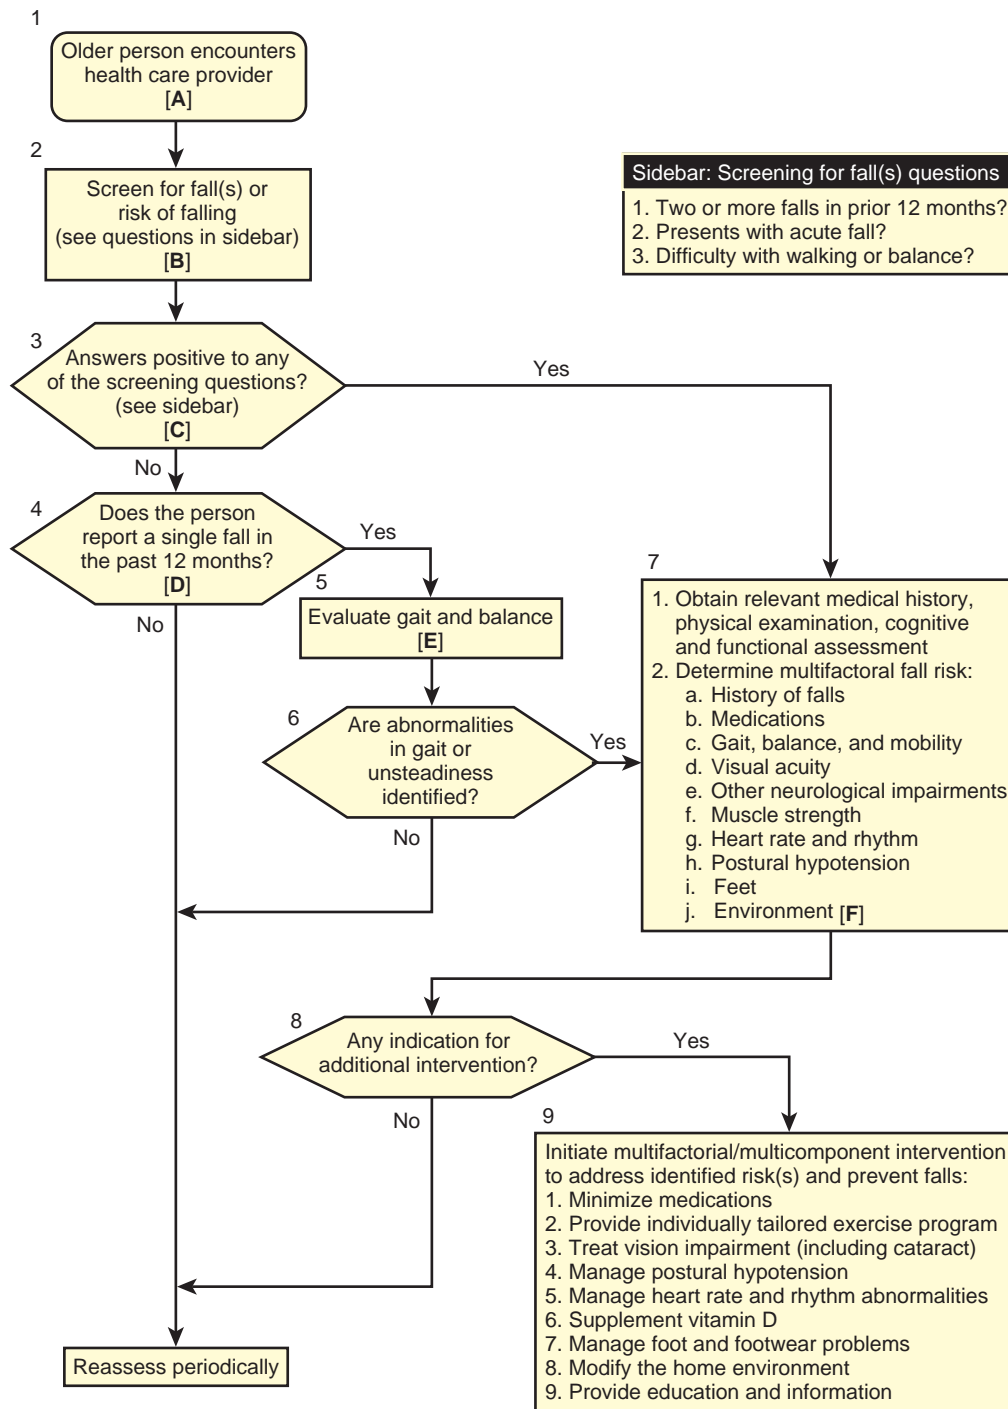 1
Older person encounters
health care provider
[A]
2
Screen for fall(s) or
risk of falling
(see questions in sidebar)
[B]
Sidebar: Screening for fall(s) questions
1. Two or more falls in prior 12 months?
2. Presents with acute fall?
3. Difficulty with walking or balance?
3
Answers positive to any
of the screening questions?
(see sidebar)
[C]
Yes
No
4
Does the person
report a single fall in
the past 12 months?
[D]
Yes
No
5
Evaluate gait and balance
[E]
6
Are abnormalities
in gait or
unsteadiness
identified?
Yes
No
7
1. Obtain relevant medical history,
physical examination, cognitive
and functional assessment
2. Determine multifactoral fall risk:
a. History of falls
b. Medications
c. Gait, balance, and mobility
d. Visual acuity
e. Other neurological impairments
f. Muscle strength
g. Heart rate and rhythm
h. Postural hypotension
i. Feet
j. Environment [F]
8
Any indication for
additional intervention?
Yes
No
9
Initiate multifactorial/multicomponent intervention
to address identified risk(s) and prevent falls:
1. Minimize medications
2. Provide individually tailored exercise program
3. Treat vision impairment (including cataract)
4. Manage postural hypotension
5. Manage heart rate and rhythm abnormalities
6. Supplement vitamin D
7. Manage foot and footwear problems
8. Modify the home environment
9. Provide education and information
Reassess periodically